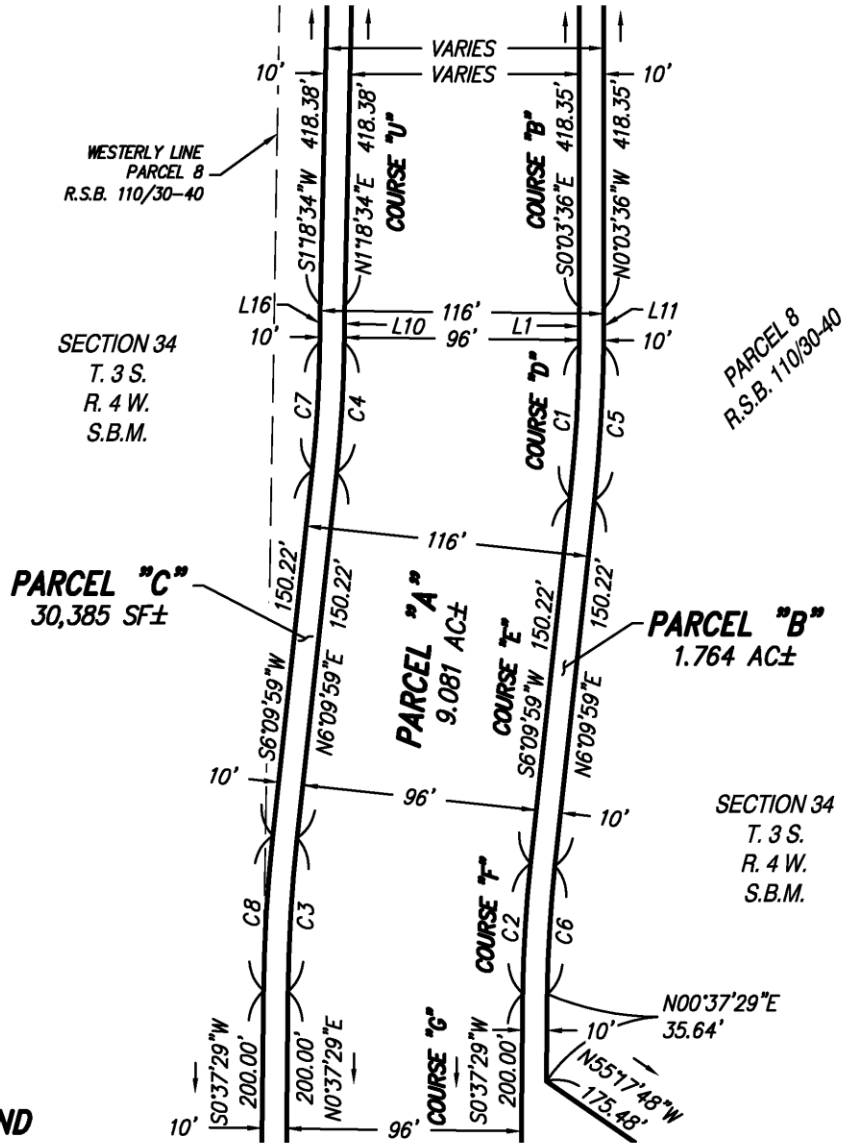 VARIES
10'
VARIES
10'
S1°18'34"W 418.38'
N1°18'34"E 418.38'
COURSE "U"
COURSE "B"
S0°03'36"E 418.35'
N0°03'36"W 418.35'
WESTERLY LINE
PARCEL 8
R.S.B. 110/30-40
L16
116'
L11
L10
L1
10'
96'
10'
SECTION 34
T. 3 S.
R. 4 W.
S.B.M.
PARCEL 8
R.S.B. 110/30-40
C7
C4
COURSE "D"
C1
C5
116'
PARCEL "C"
30,385 SF±
S6°09'59"W 150.22'
N6°09'59"E 150.22'
PARCEL "A"
9.081 AC±
COURSE "E"
S6°09'59"W 150.22'
N6°09'59"E 150.22'
PARCEL "B"
1.764 AC±
10'
96'
10'
SECTION 34
T. 3 S.
R. 4 W.
S.B.M.
C8
C3
COURSE "F"
C2
C6
N00°37'29"E
35.64'
S0°37'29"W
200.00'
200.00'
N0°37'29"E
COURSE "G"
S0°37'29"W
200.00'
10'
N55°17'48"W
175.48'
ND
10'
96'